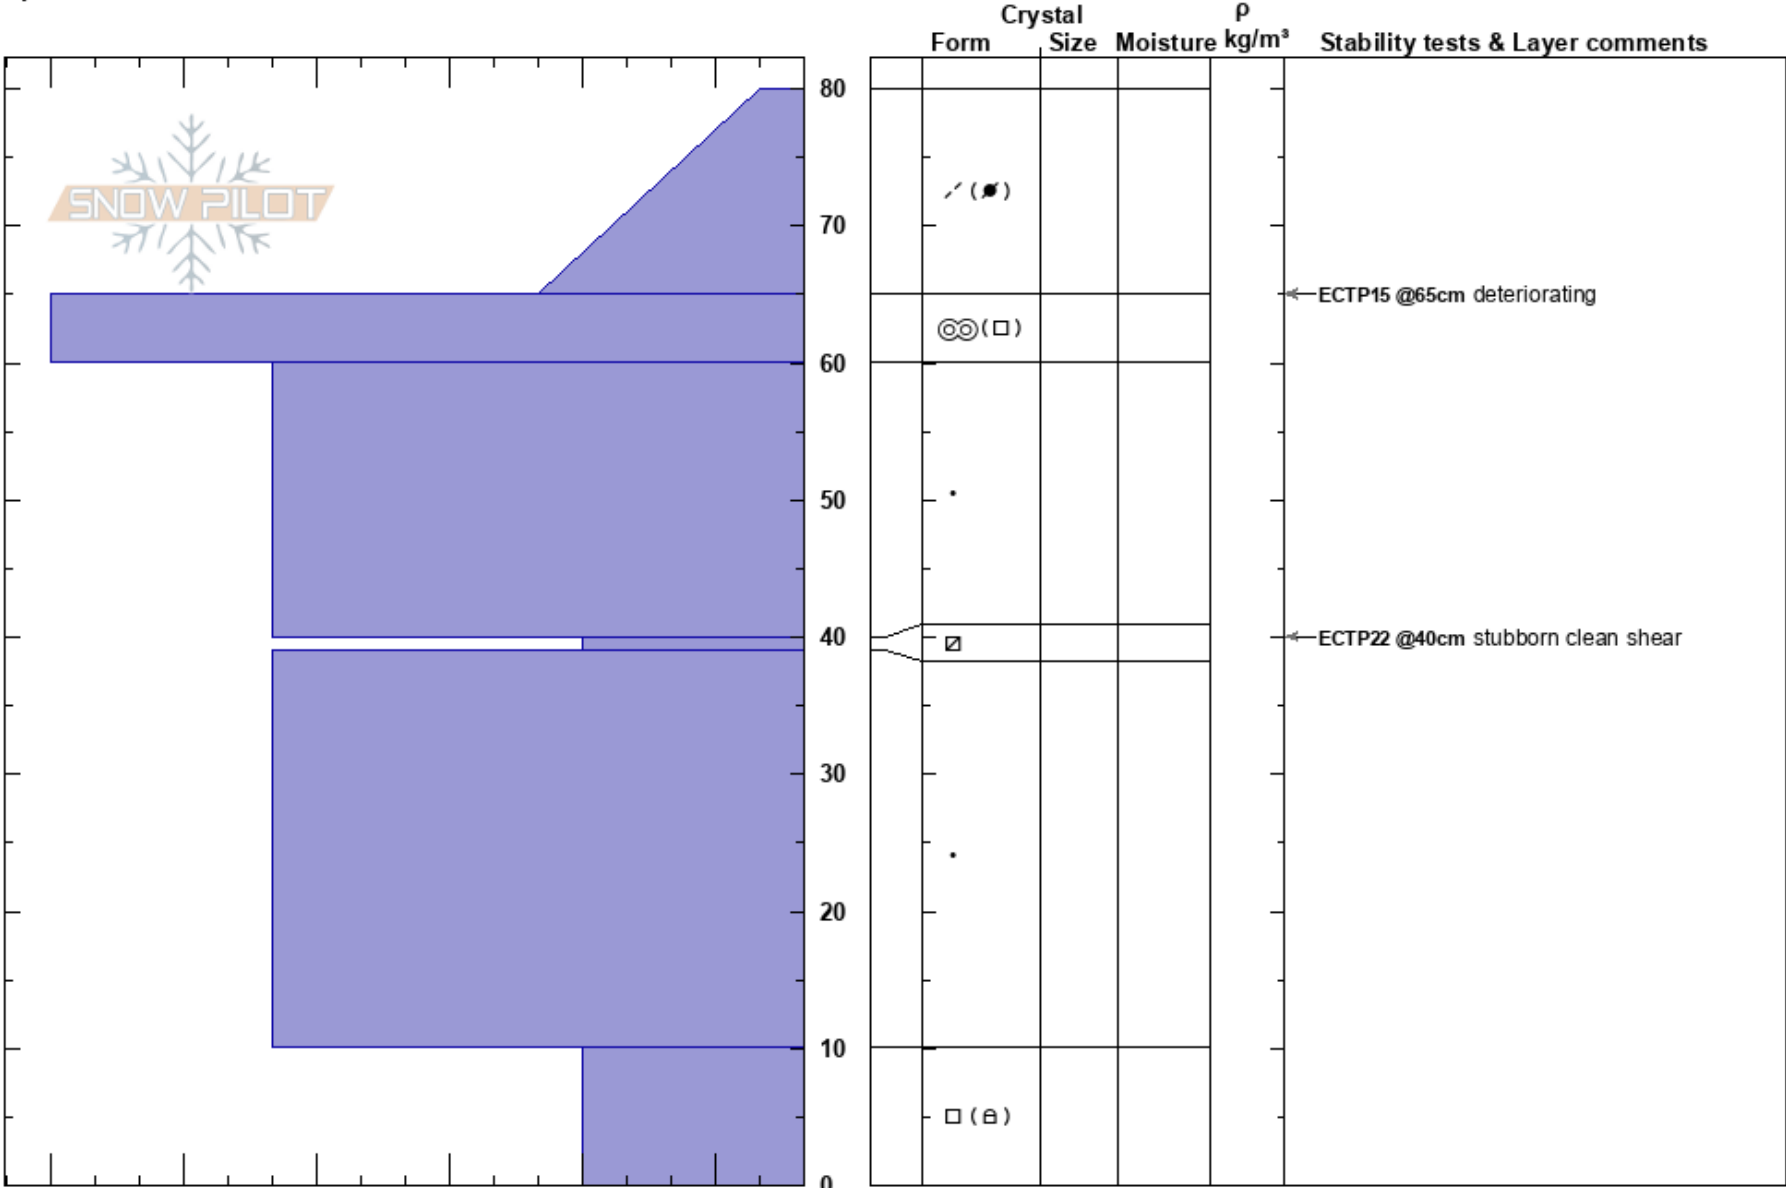 Crystal
ρ
Form Size Moisture kg/m³ Stability tests & Layer comments
80
SNOW PILOT
70
ECTP15 @65cm deteriorating
60
50
40
ECTP22 @40cm stubborn clean shear
30
20
10
0